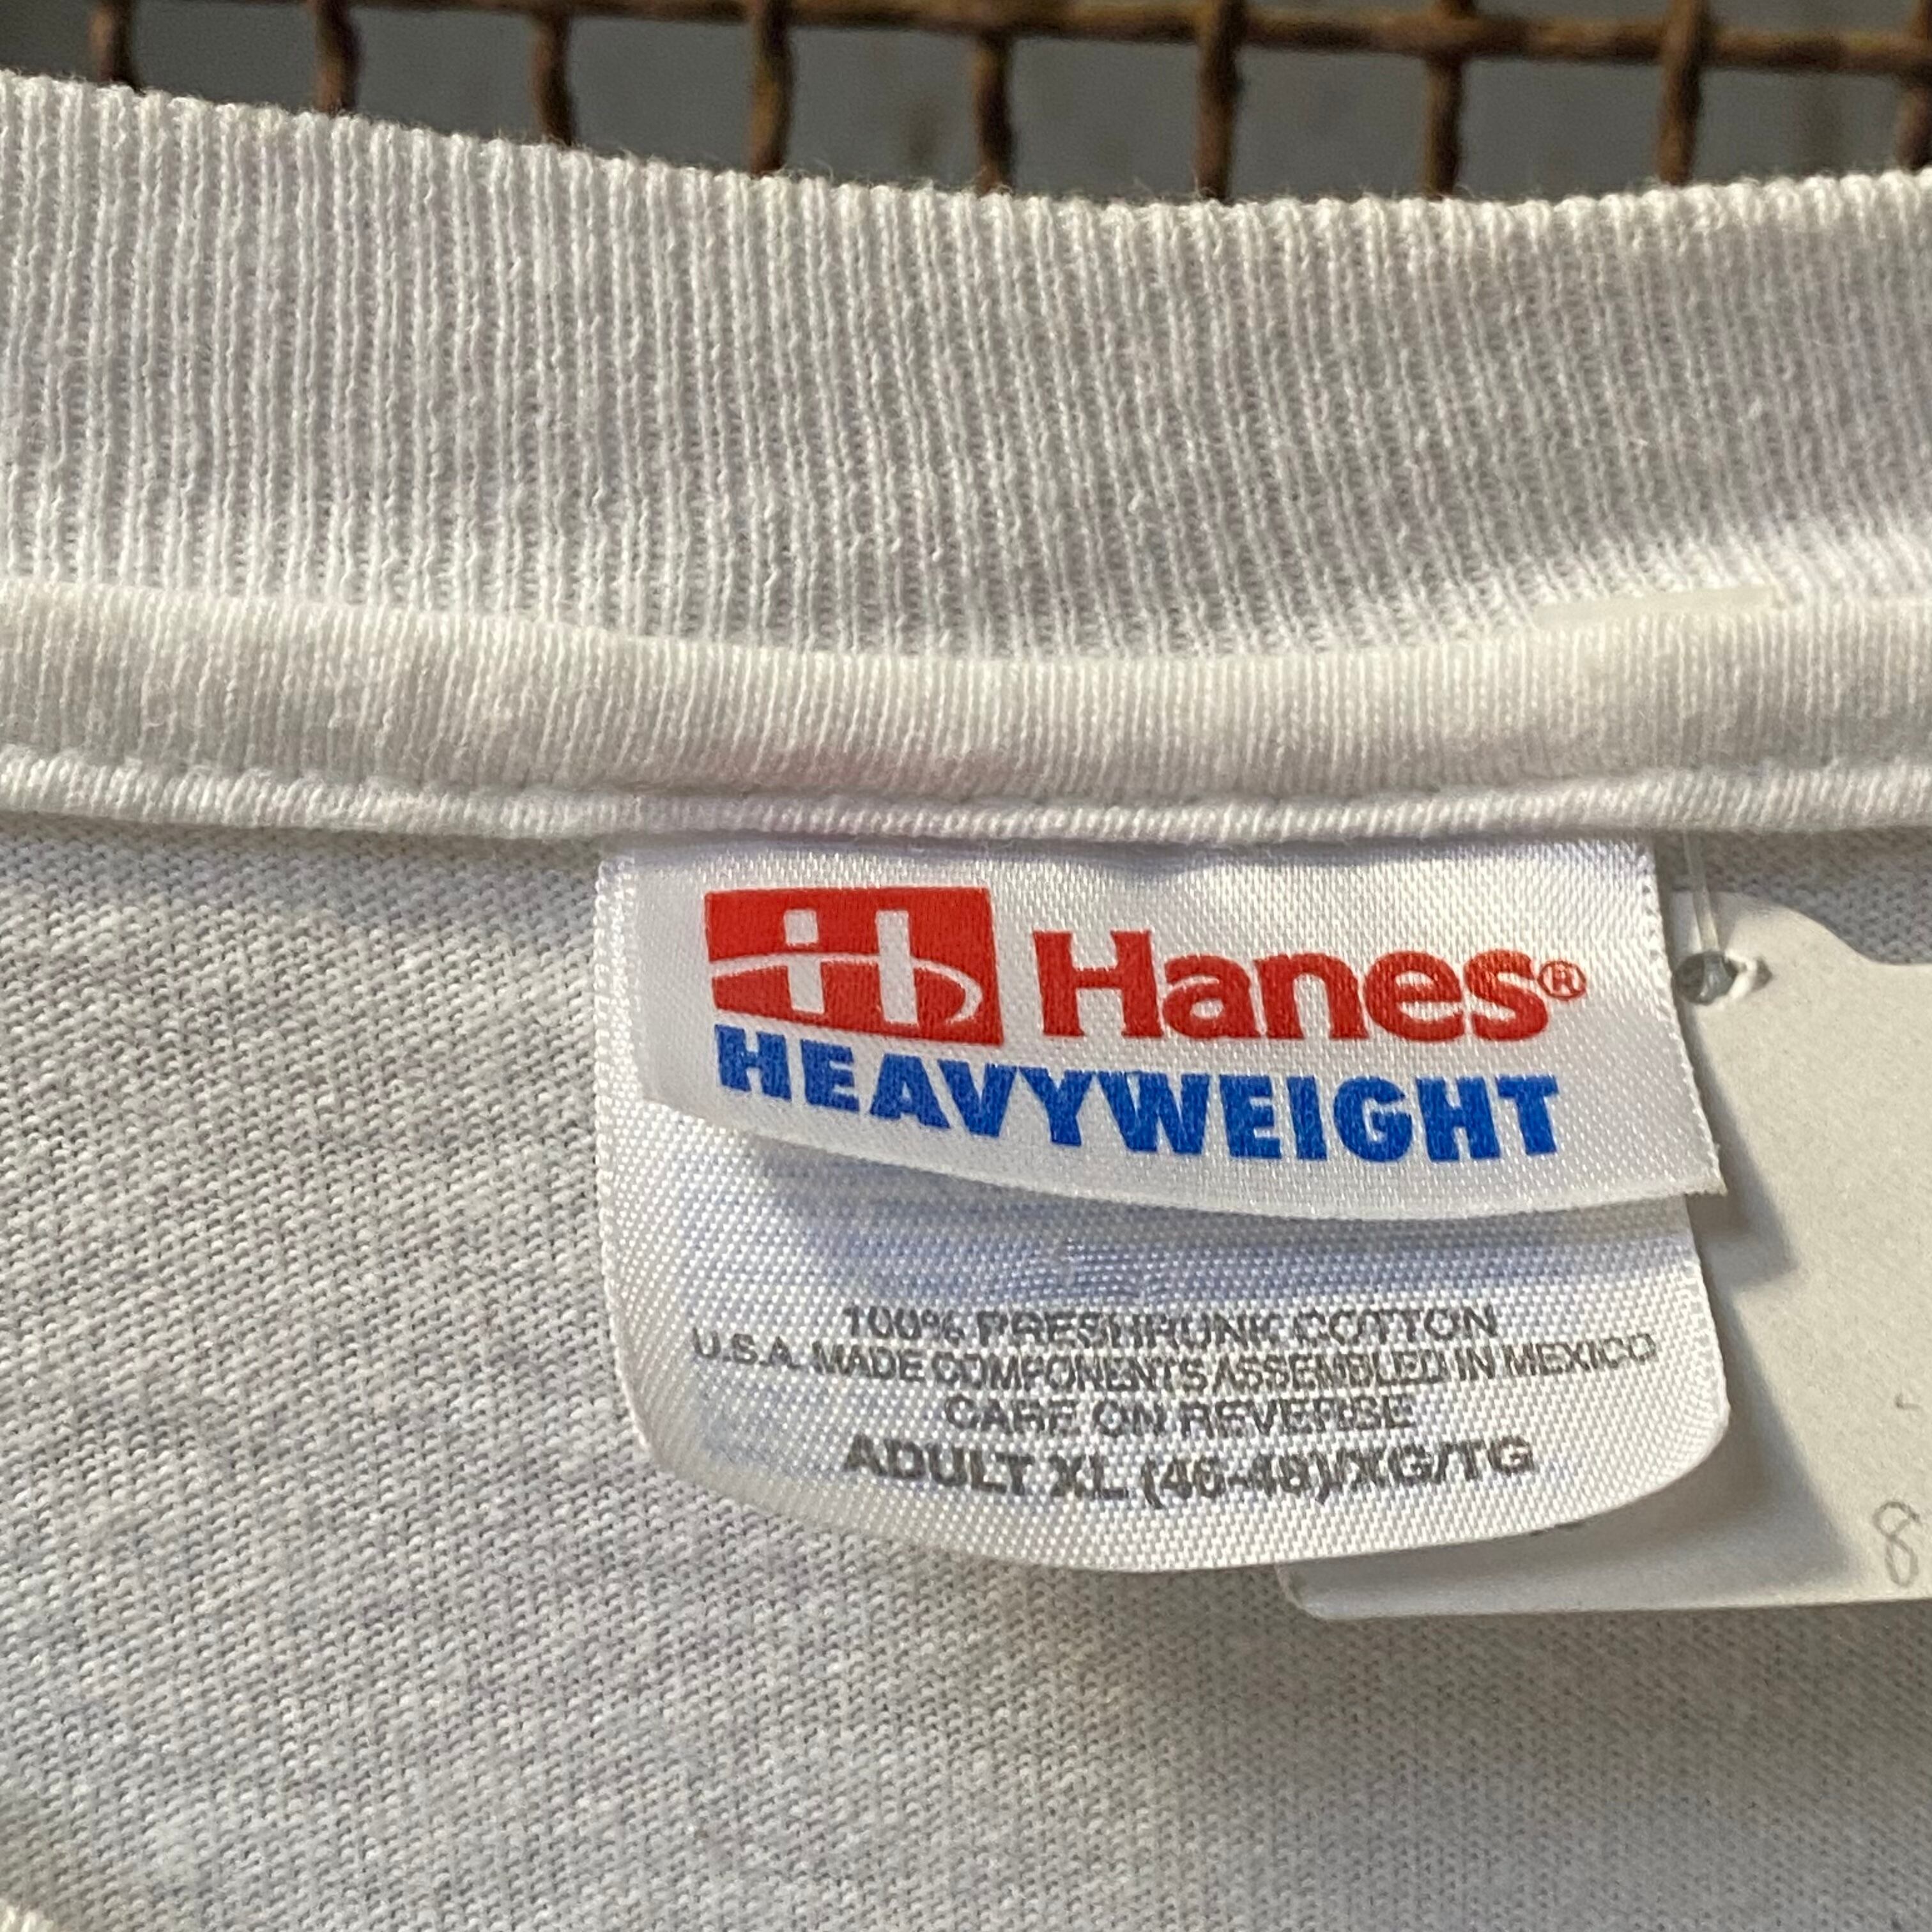 H Hanes®
HEAVYWEIGHT
100% PRESHRUNK COTTON
U.S.A. MADE COMPONENTS ASSEMBLED IN MEXICO
CARE ON REVERSE
ADULT XL (46-48)/XG/TG
8